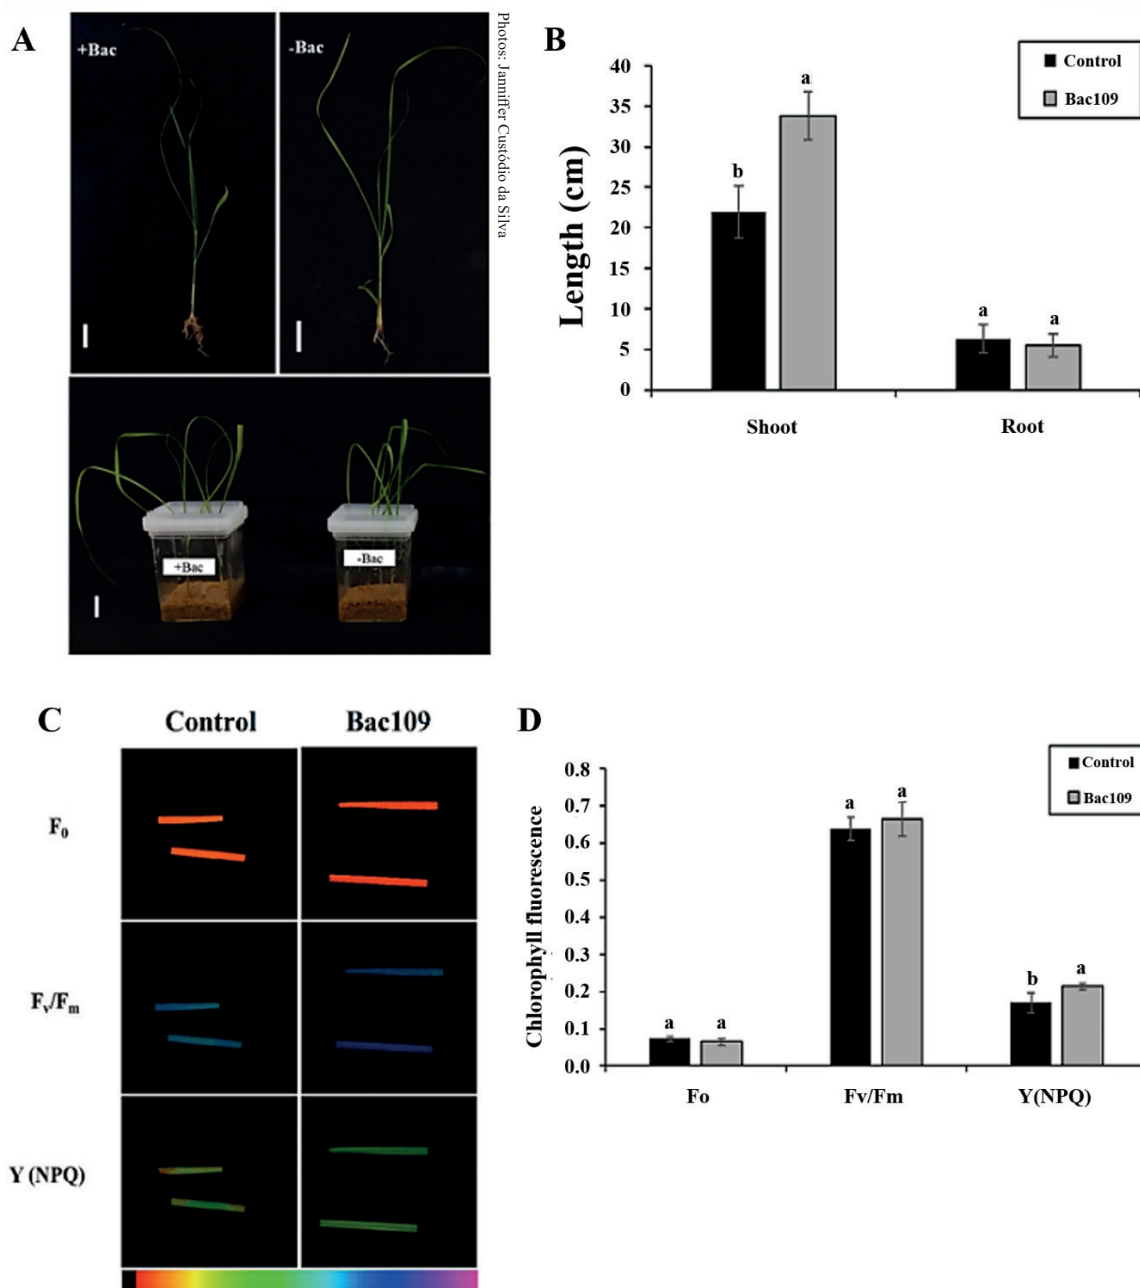 A
+Bac
-Bac
Photos: Janniffer Custódio da Silva
+Bac
-Bac
B
Control
Bac109
Length (cm)
40
35
30
25
20
15
10
5
0
b
a
a
a
Shoot
Root
C
Control
Bac109
F₀
Fᵥ/Fₘ
Y (NPQ)
D
Control
Bac109
Chlorophyll fluorescence
0.8
0.7
0.6
0.5
0.4
0.3
0.2
0.1
0.0
a
a
a
a
b
a
Fo
Fv/Fm
Y(NPQ)